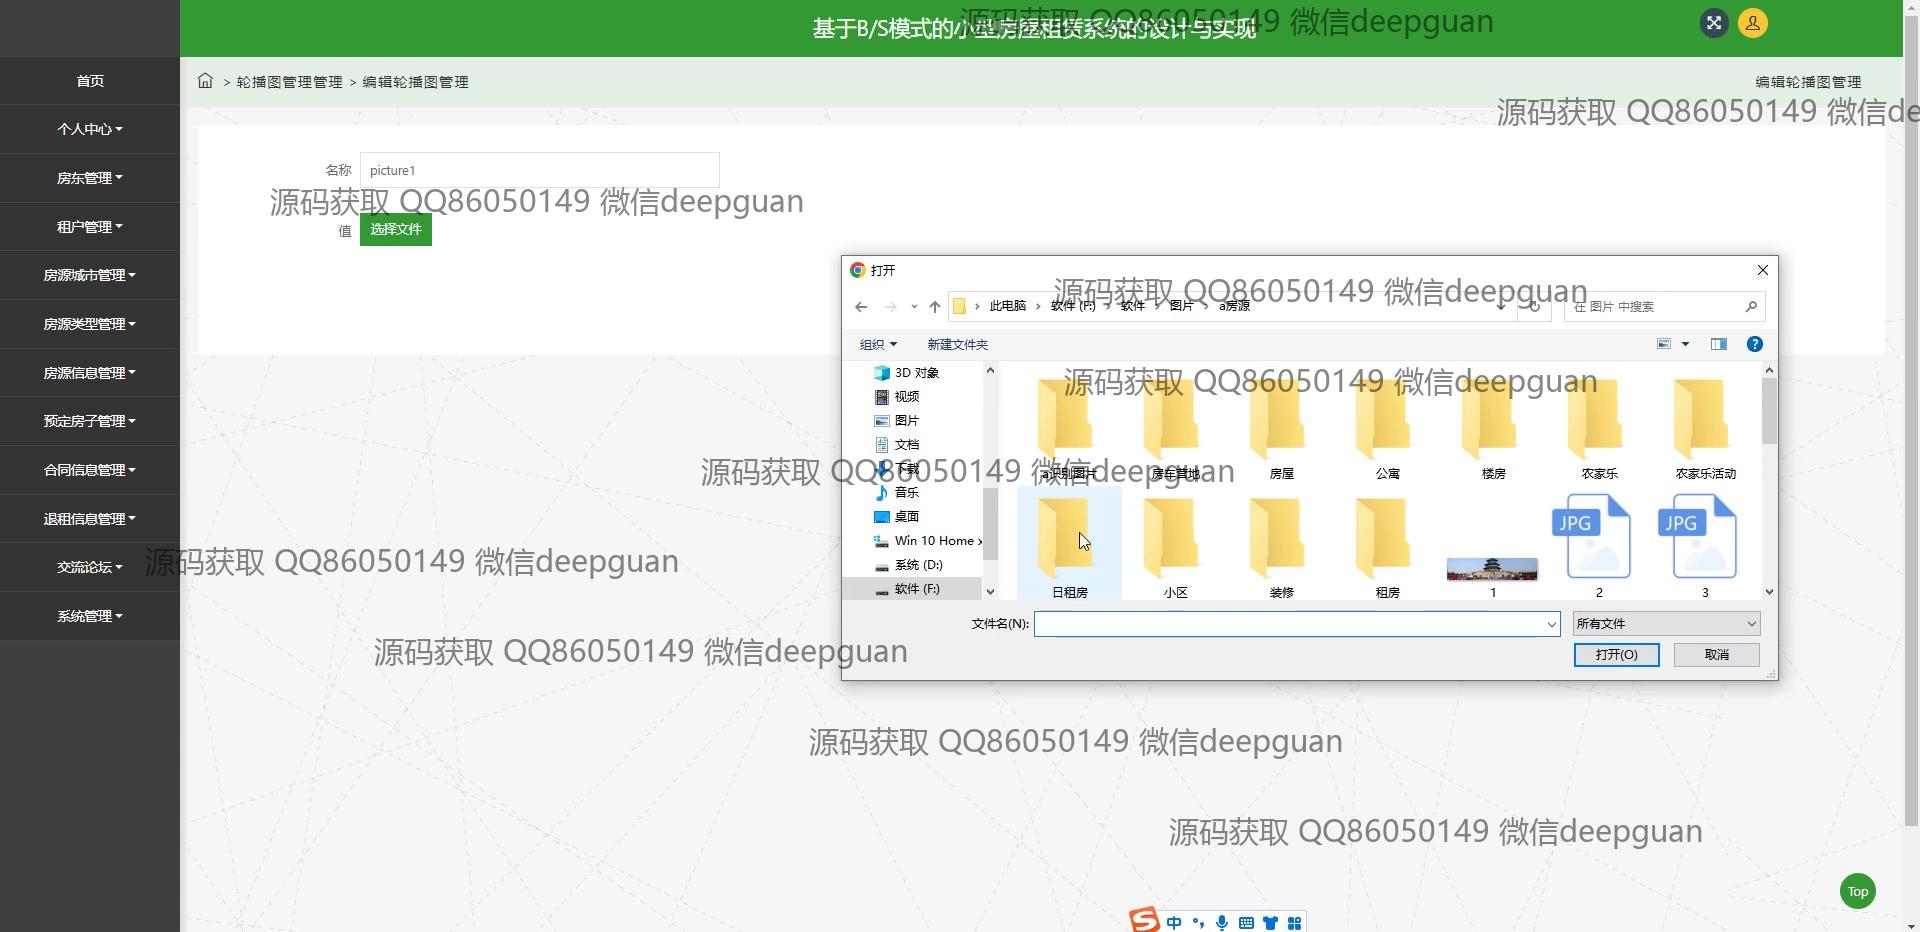 基于B/S模式的小型房屋租赁系统的设计与实现
源码获取 QQ86050149 微信deepguan
首页
> 轮播图管理管理 > 编辑轮播图管理
编辑轮播图管理
源码获取 QQ86050149 微信de
个人中心
名称
picture1
房东管理
源码获取 QQ86050149 微信deepguan
租户管理
值
选择文件
房源城市管理
打开
源码获取 QQ86050149 微信deepguan
此电脑 > 软件 (F:) > 软件 > 图片 > a房源
在 图片 中搜索
房源类型管理
组织
新建文件夹
房源信息管理
3D 对象
源码获取 QQ86050149 微信deepguan
视频
图片
预定房子管理
文档
合同信息管理
下载
a识别图片
房车营地
房屋
公寓
楼房
农家乐
农家乐活动
源码获取 QQ86050149 微信deepguan
音乐
退租信息管理
桌面
JPG
JPG
Win 10 Home x
交流论坛
源码获取 QQ86050149 微信deepguan
系统 (D:)
软件 (F:)
日租房
小区
装修
租房
1
2
3
系统管理
文件名(N):
所有文件
打开(O)
取消
源码获取 QQ86050149 微信deepguan
源码获取 QQ86050149 微信deepguan
源码获取 QQ86050149 微信deepguan
Top
中